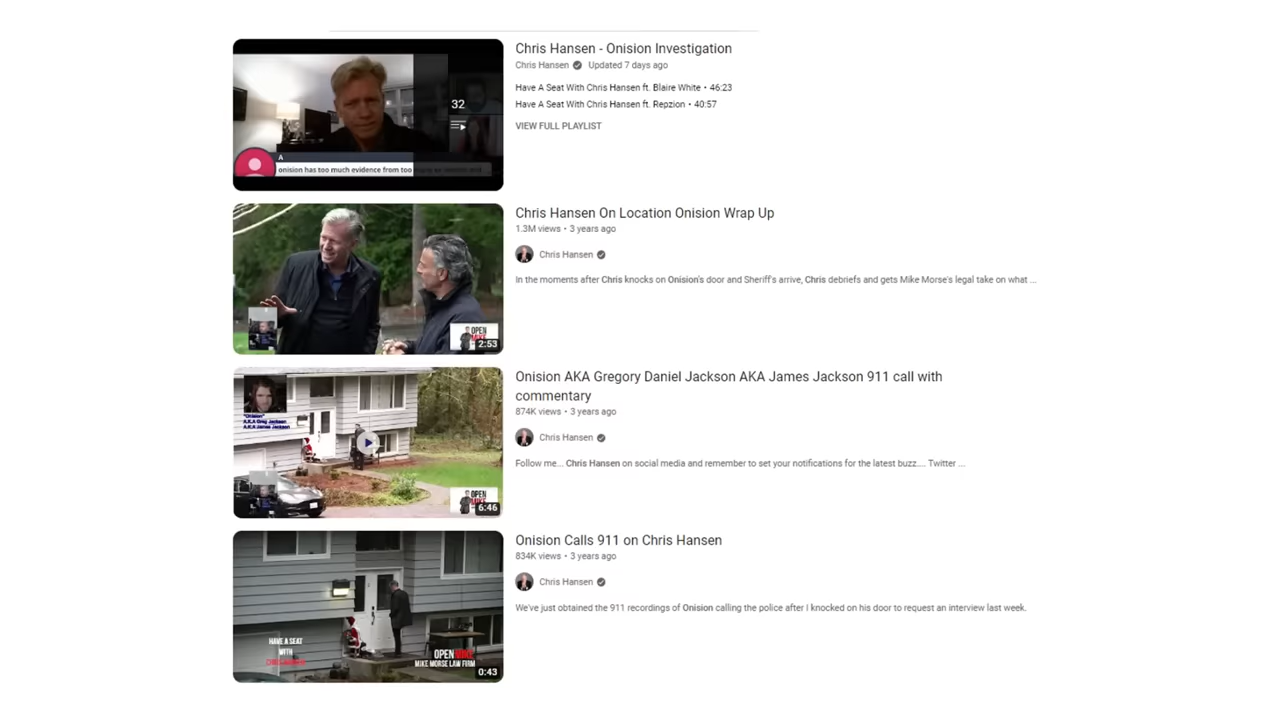 Chris Hansen - Onision Investigation
Chris Hansen Updated 7 days ago
Have A Seat With Chris Hansen ft. Blaire White • 46:23
Have A Seat With Chris Hansen ft. Repzion • 40:57
VIEW FULL PLAYLIST
32
A
onision has too much evidence from too
Chris Hansen On Location Onision Wrap Up
1.3M views • 3 years ago
Chris Hansen
In the moments after Chris knocks on Onision's door and Sheriff's arrive, Chris debriefs and gets Mike Morse's legal take on what ...
OPEN
MIKE
2:53
Onision AKA Gregory Daniel Jackson AKA James Jackson 911 call with
commentary
874K views • 3 years ago
Chris Hansen
Follow me... Chris Hansen on social media and remember to set your notifications for the latest buzz.... Twitter ...
"Onision"
A.K.A Greg Jackson
A.K.A James Jackson
OPEN
MIKE
6:46
Onision Calls 911 on Chris Hansen
834K views • 3 years ago
Chris Hansen
We've just obtained the 911 recordings of Onision calling the police after I knocked on his door to request an interview last week.
HAVE A SEAT
WITH
OPEN MIKE
MIKE MORSE LAW FIRM
0:43